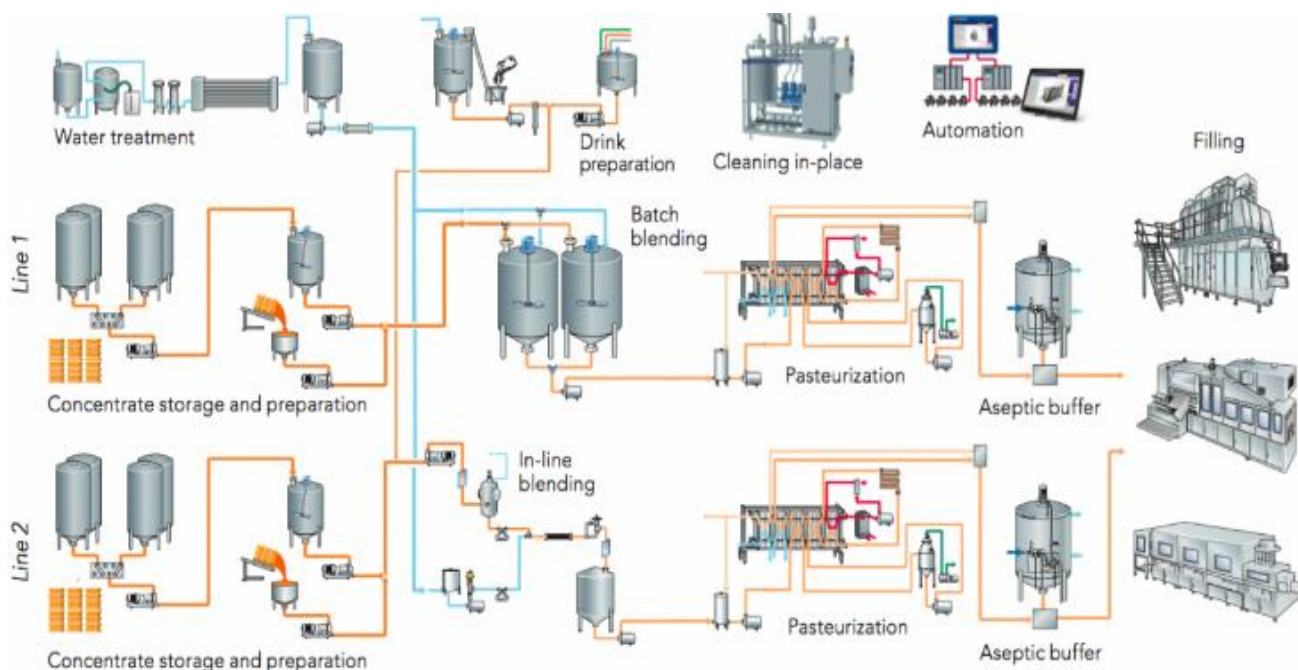 Water treatment
Drink
preparation
Cleaning in-place
Automation
Filling
Line 1
Batch
blending
Concentrate storage and preparation
Pasteurization
Aseptic buffer
Line 2
In-line
blending
Concentrate storage and preparation
Pasteurization
Aseptic buffer